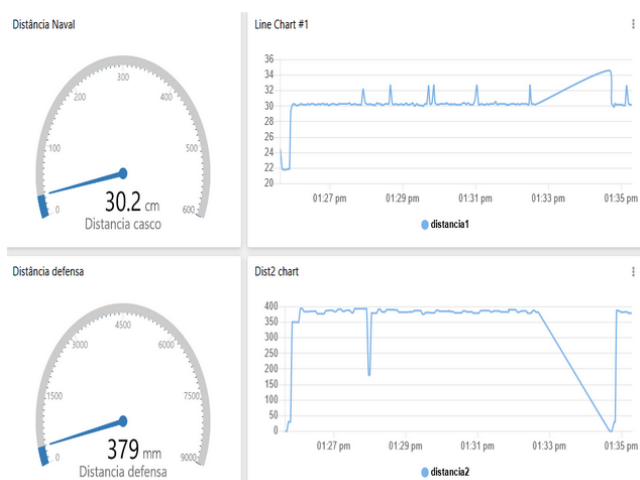 Distância Naval
300
200
400
100
500
0
600
30.2 cm
Distancia casco
Line Chart #1
36
34
32
30
28
26
24
22
20
01:27 pm 01:29 pm 01:31 pm 01:33 pm 01:35 pm
distancia1
Distância defensa
4500
3000
6000
1500
7500
0
9000
379 mm
Distancia defensa
Dist2 chart
400
350
300
250
200
150
100
50
0
01:27 pm 01:29 pm 01:31 pm 01:33 pm 01:35 pm
distancia2